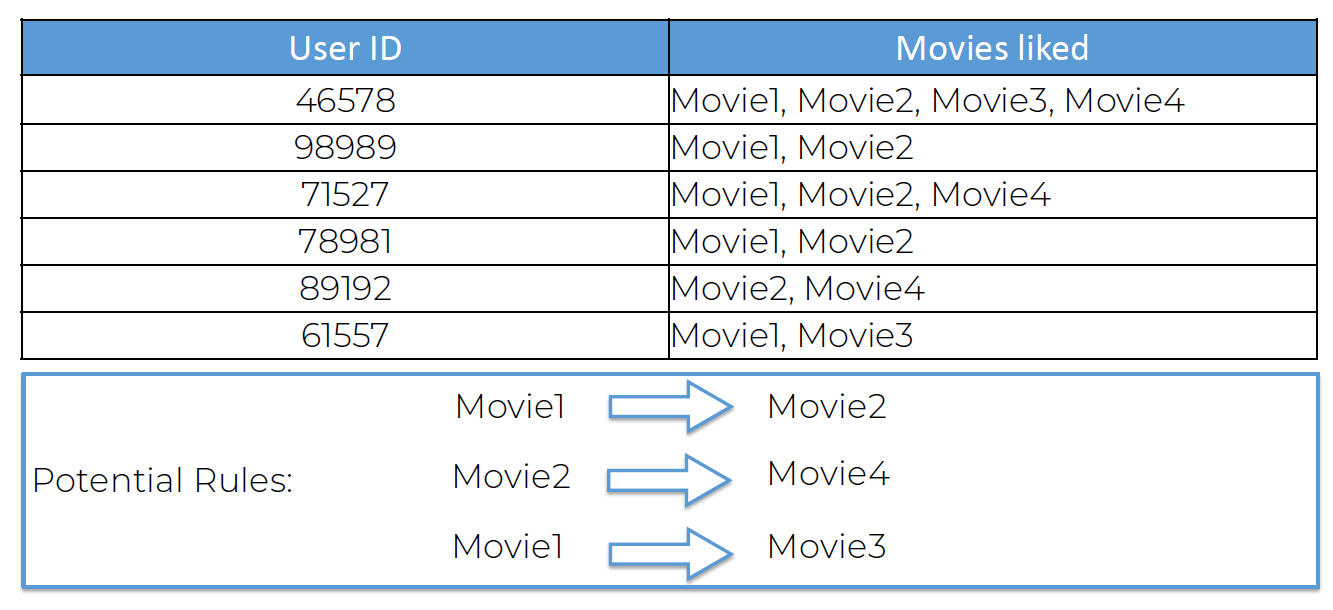 User ID Movies liked
46578 Movie1, Movie2, Movie3, Movie4
98989 Movie1, Movie2
71527 Movie1, Movie2, Movie4
78981 Movie1, Movie2
89192 Movie2, Movie4
61557 Movie1, Movie3
Movie1 Movie2
Potential Rules: Movie2 Movie4
Movie1 Movie3